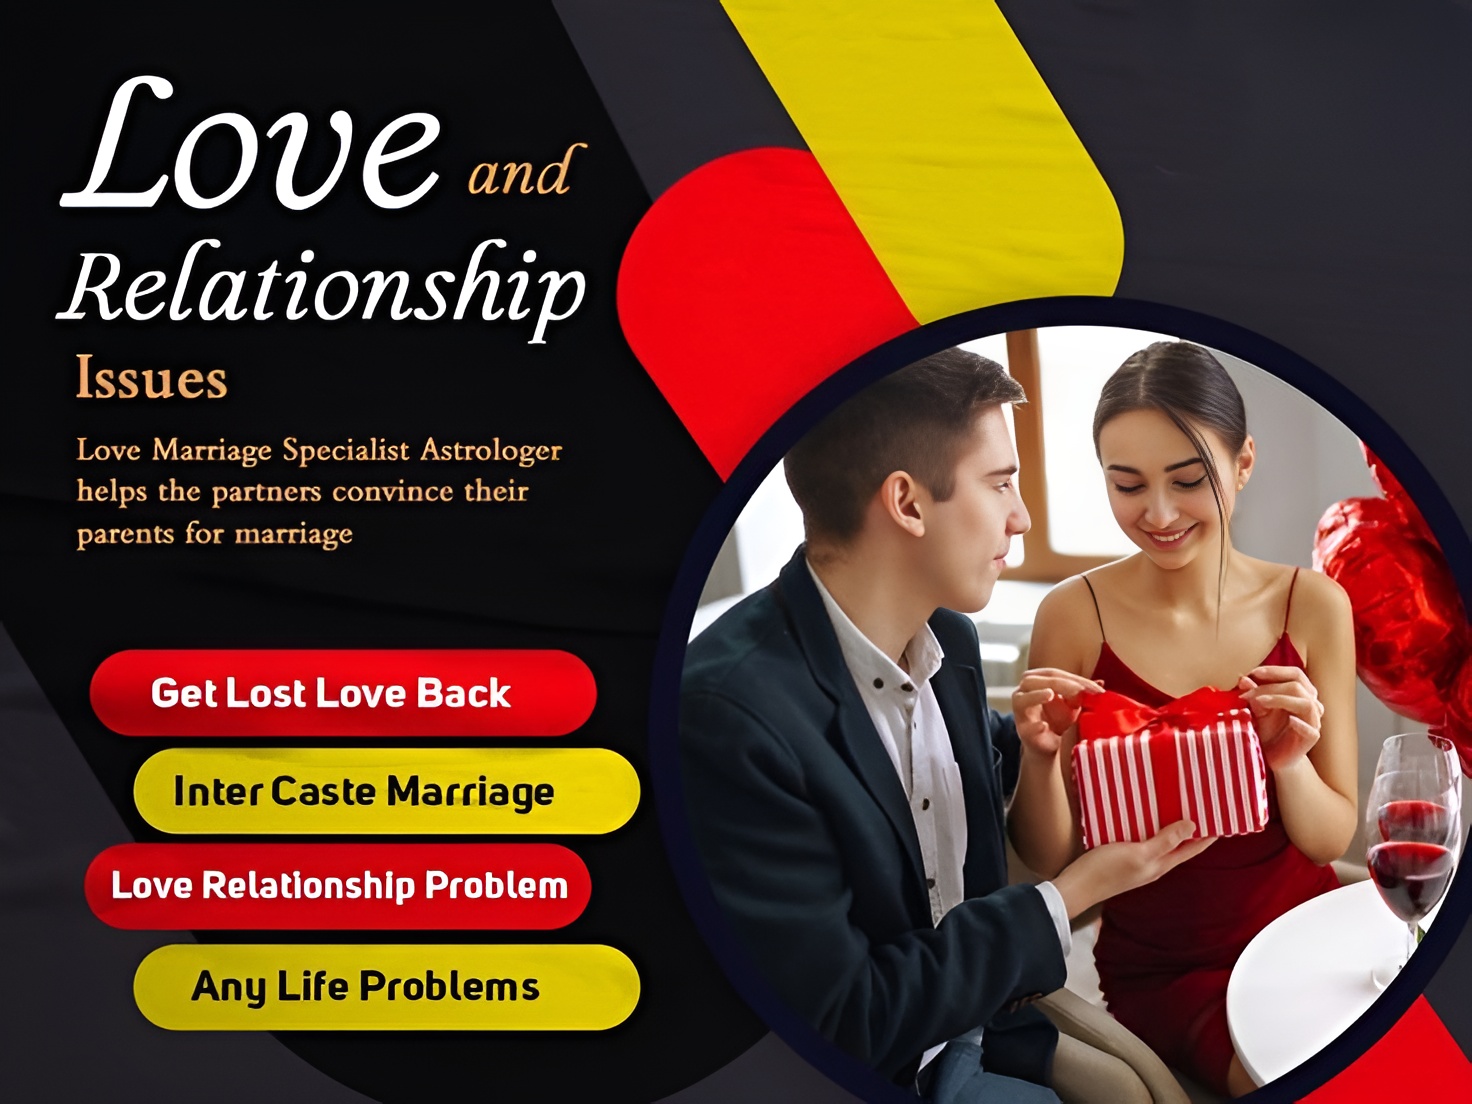 Love and
Relationship
Issues
Love Marriage Specialist Astrologer
helps the partners convince their
parents for marriage
Get Lost Love Back
Inter Caste Marriage
Love Relationship Problem
Any Life Problems